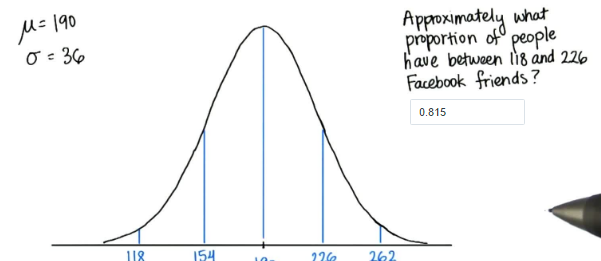 μ = 190
σ = 36
Approximately what
proportion of people
have between 118 and 226
Facebook friends?
0.815
118 154 190 226 262